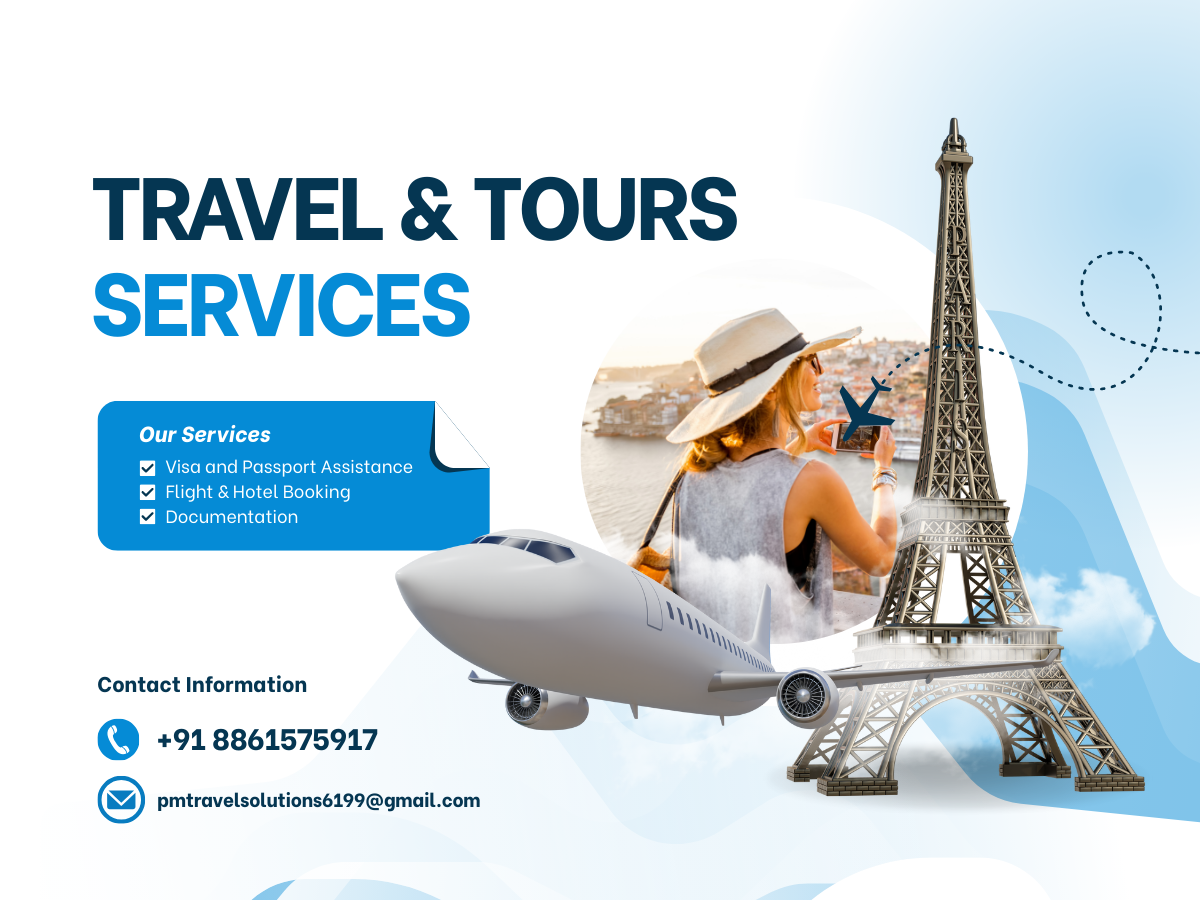 TRAVEL & TOURS
SERVICES
Our Services
Visa and Passport Assistance
Flight & Hotel Booking
Documentation
PARIS
Contact Information
+91 8861575917
pmtravelsolutions6199@gmail.com